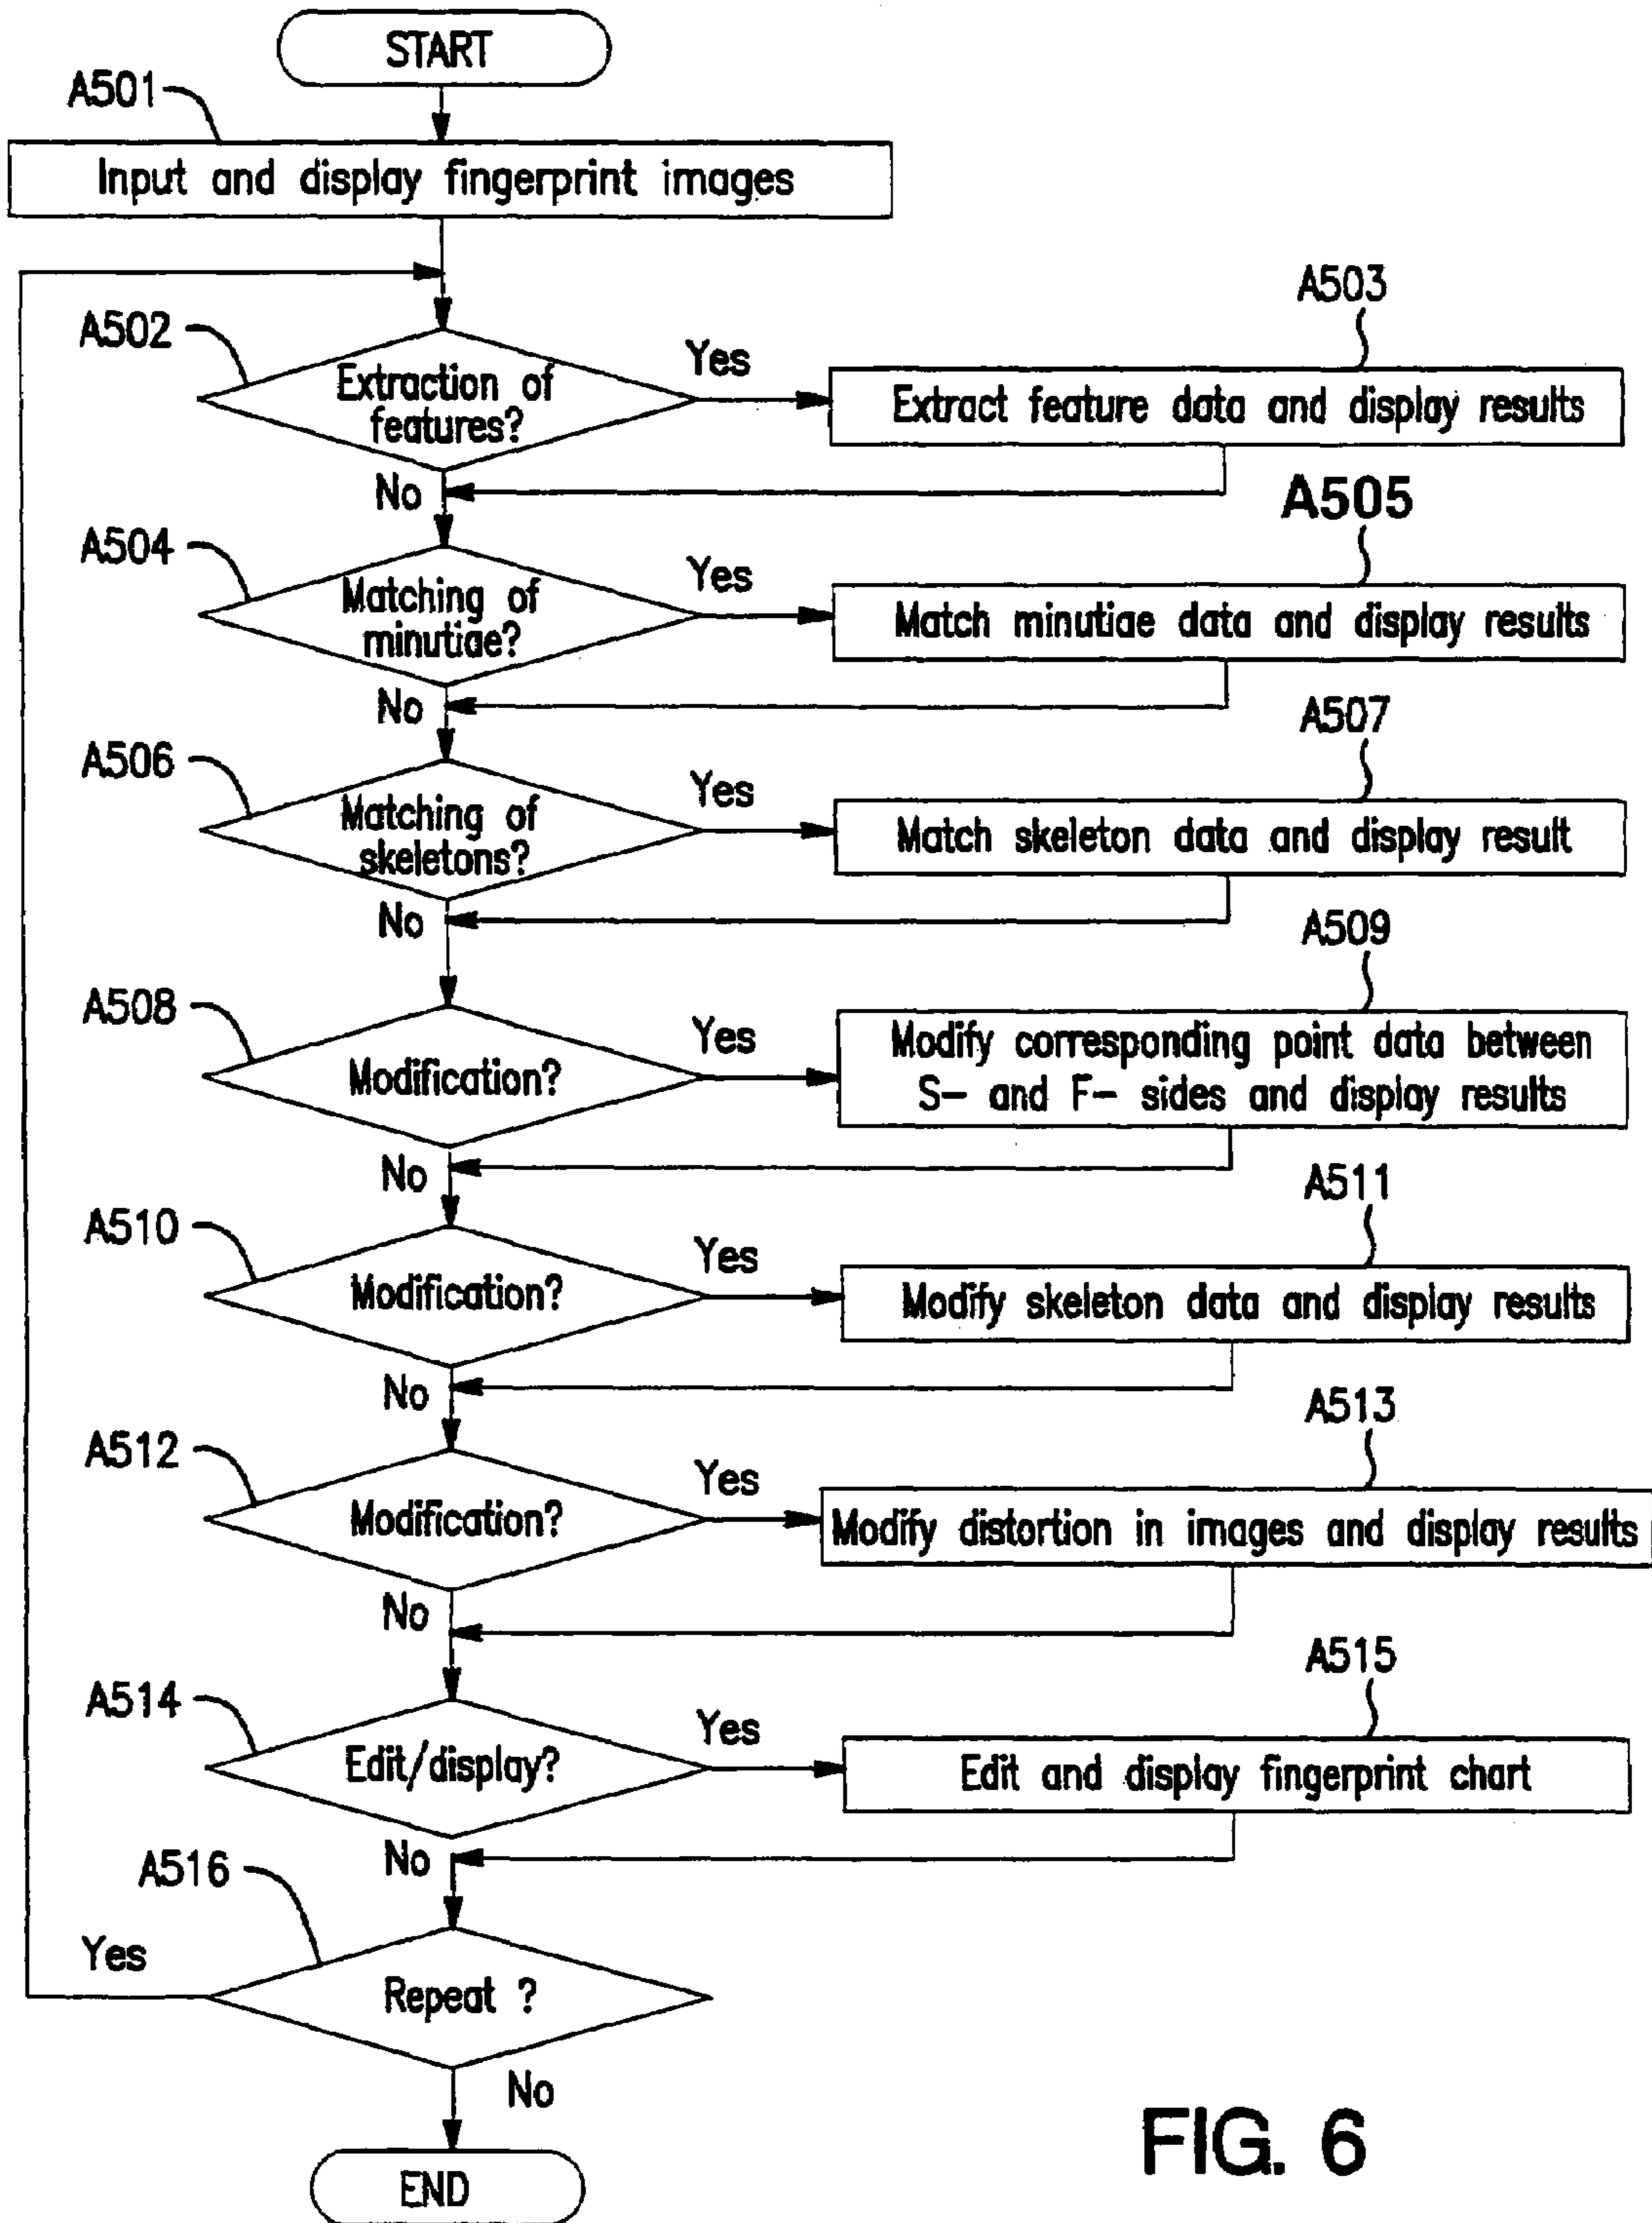 START
A501
Input and display fingerprint images
A502
Extraction of
features?
Yes
No
A503
Extract feature data and display results
A504
Matching of
minutiae?
Yes
No
A505
Match minutiae data and display results
A506
Matching of
skeletons?
Yes
No
A507
Match skeleton data and display result
A508
Modification?
Yes
No
A509
Modify corresponding point data between
S- and F- sides and display results
A510
Modification?
Yes
No
A511
Modify skeleton data and display results
A512
Modification?
Yes
No
A513
Modify distortion in images and display results
A514
Edit/display?
Yes
No
A515
Edit and display fingerprint chart
A516
Repeat ?
Yes
No
END
FIG. 6